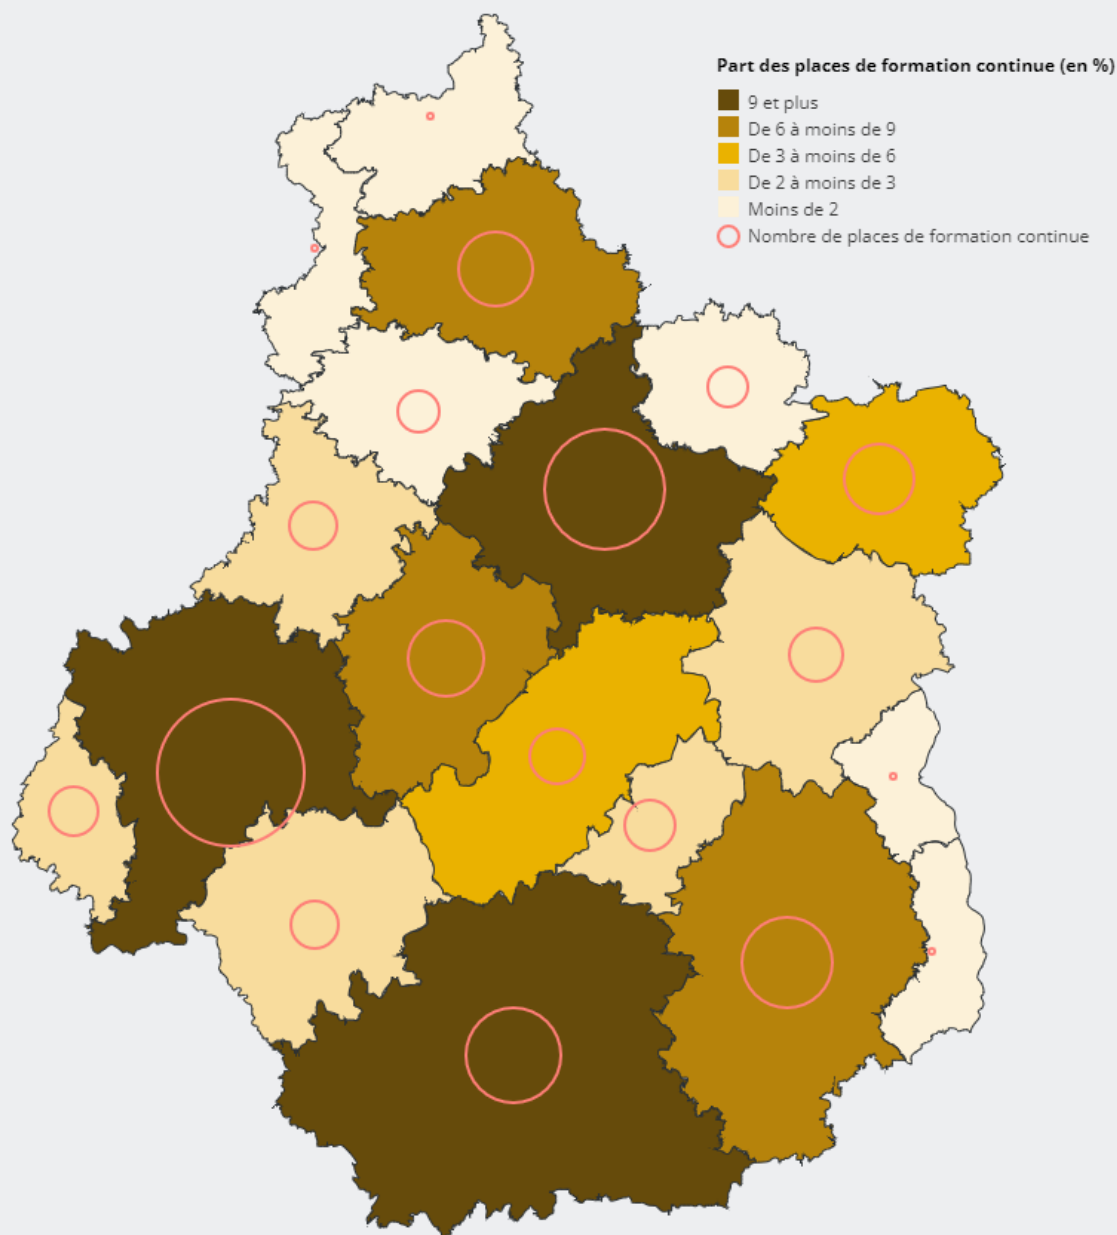 Part des places de formation continue (en %)
9 et plus
De 6 à moins de 9
De 3 à moins de 6
De 2 à moins de 3
Moins de 2
Nombre de places de formation continue